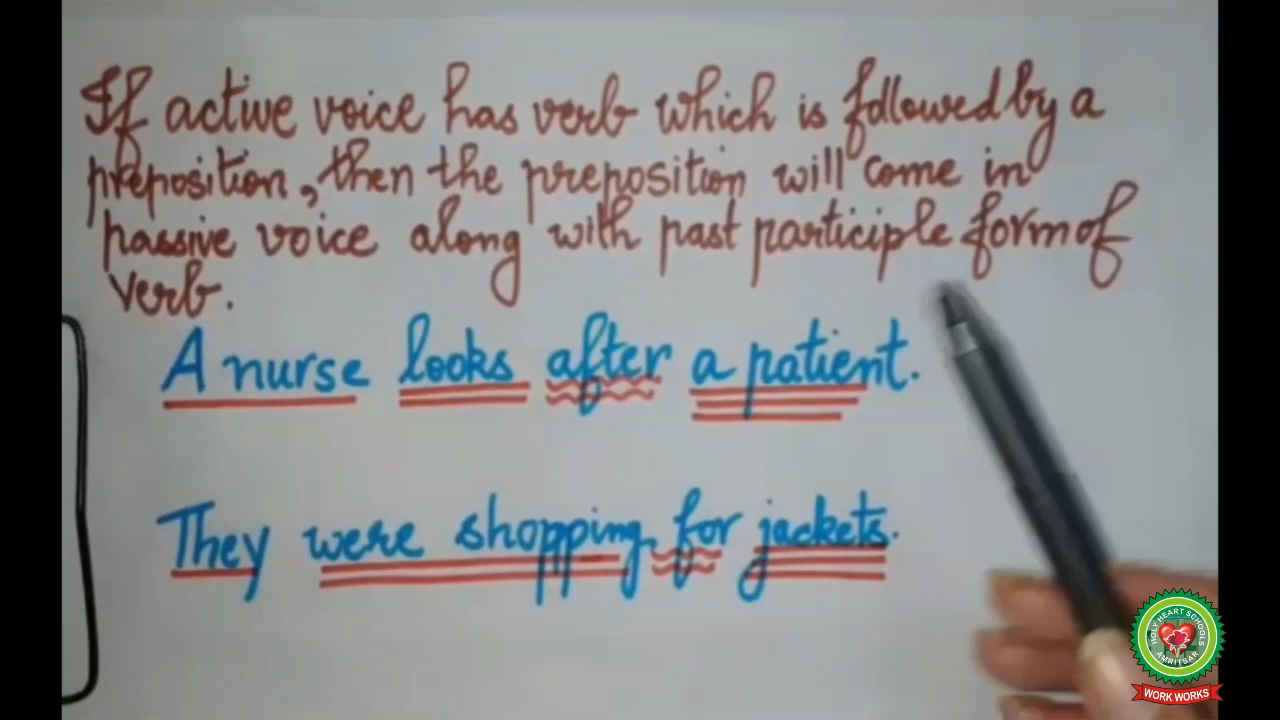 If active voice has verb which is followed by a
preposition, then the preposition will come in
passive voice along with past participle form of
verb.
A nurse looks after a patient.
They were shopping for jackets.
HOLY HEART SCHOOLS
AMRITSAR
WORK WORKS